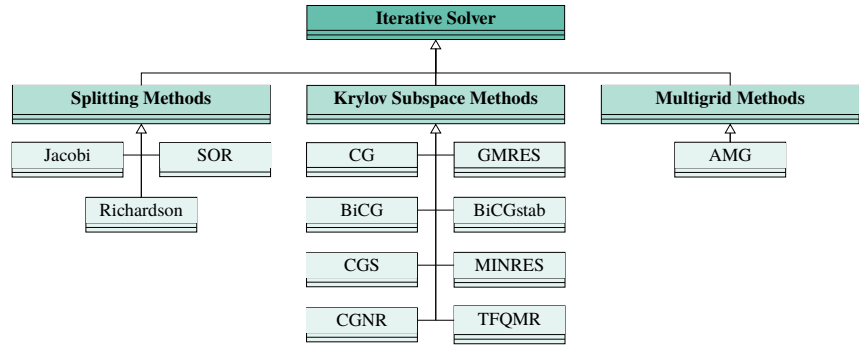 Iterative Solver
Splitting Methods
Krylov Subspace Methods
Multigrid Methods
Jacobi
SOR
CG
GMRES
AMG
Richardson
BiCG
BiCGstab
CGS
MINRES
CGNR
TFQMR